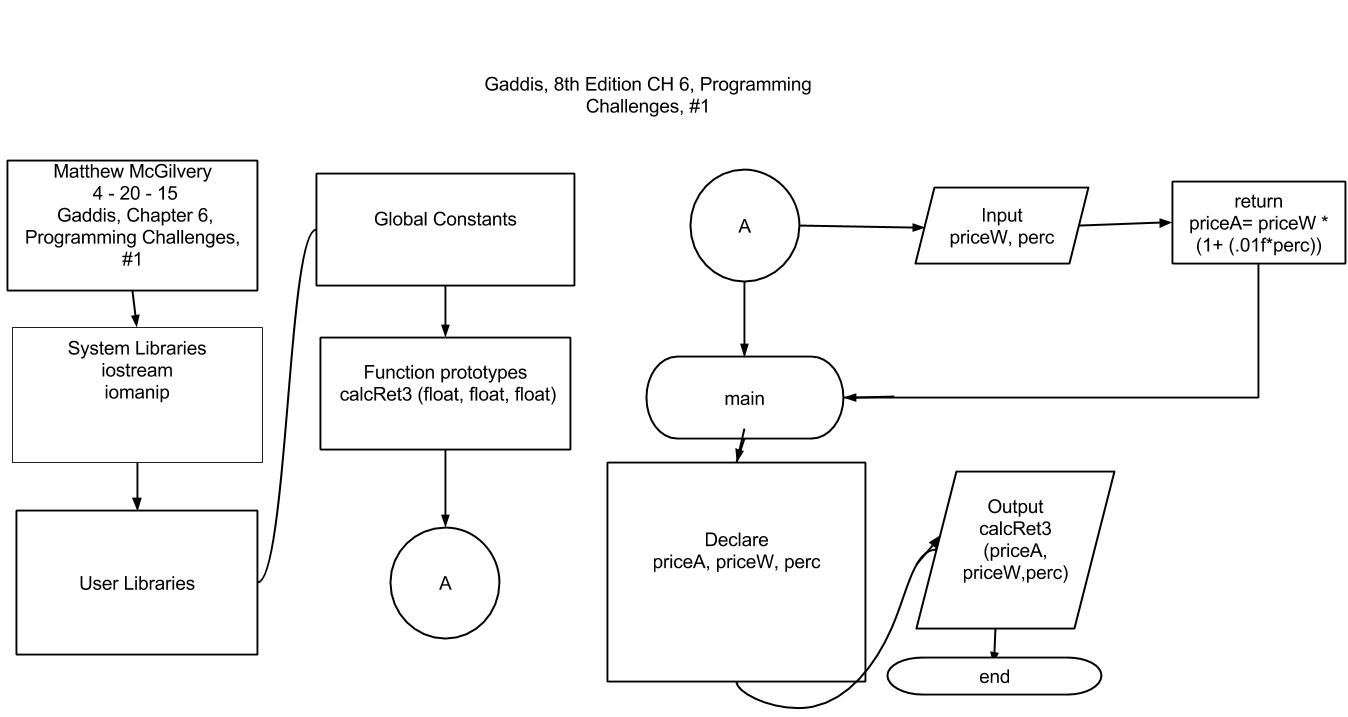 Gaddis, 8th Edition CH 6, Programming
Challenges, #1
Matthew McGilvery
4 - 20 - 15
Gaddis, Chapter 6,
Programming Challenges,
#1
System Libraries
iostream
iomanip
User Libraries
Global Constants
Function prototypes
calcRet3 (float, float, float)
A
A
Input
priceW, perc
return
priceA= priceW *
(1+ (.01f*perc))
main
Declare
priceA, priceW, perc
Output
calcRet3
(priceA,
priceW,perc)
end